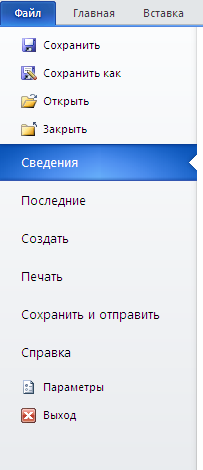 Файл Главная Вставка
Сохранить
Сохранить как
Открыть
Закрыть
Сведения
Последние
Создать
Печать
Сохранить и отправить
Справка
Параметры
Выход